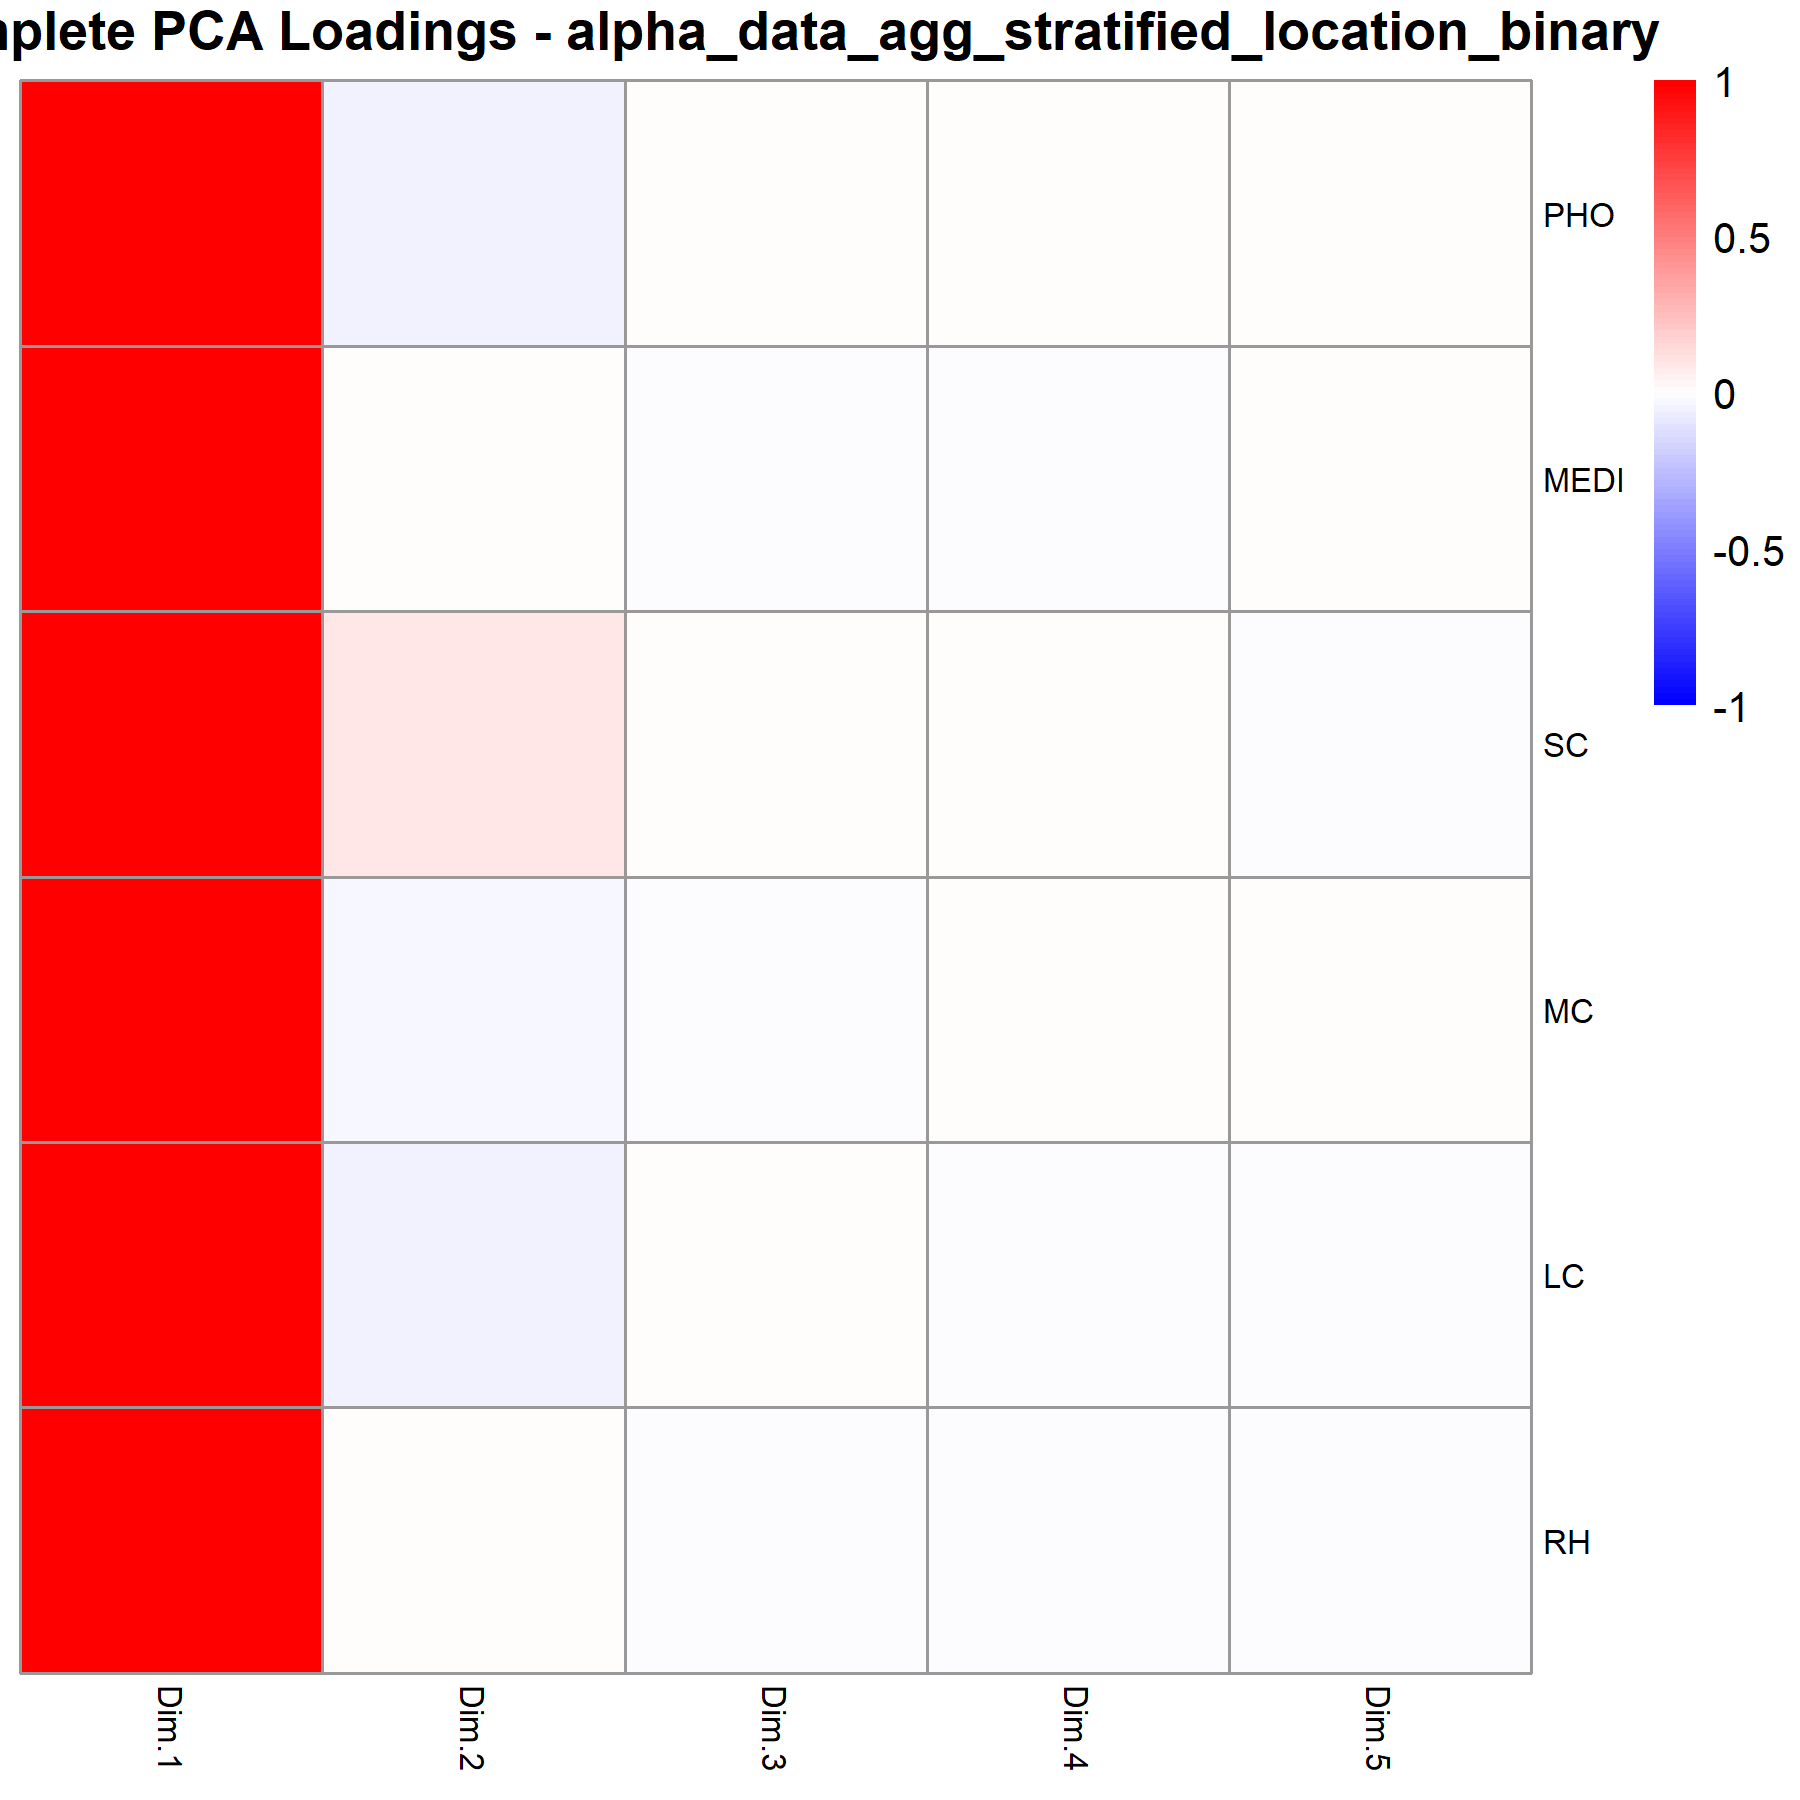 mplete PCA Loadings - alpha_data_agg_stratified_location_binary
1
0.5
0
-0.5
-1
PHO
MEDI
SC
MC
LC
RH
Dim.1
Dim.2
Dim.3
Dim.4
Dim.5